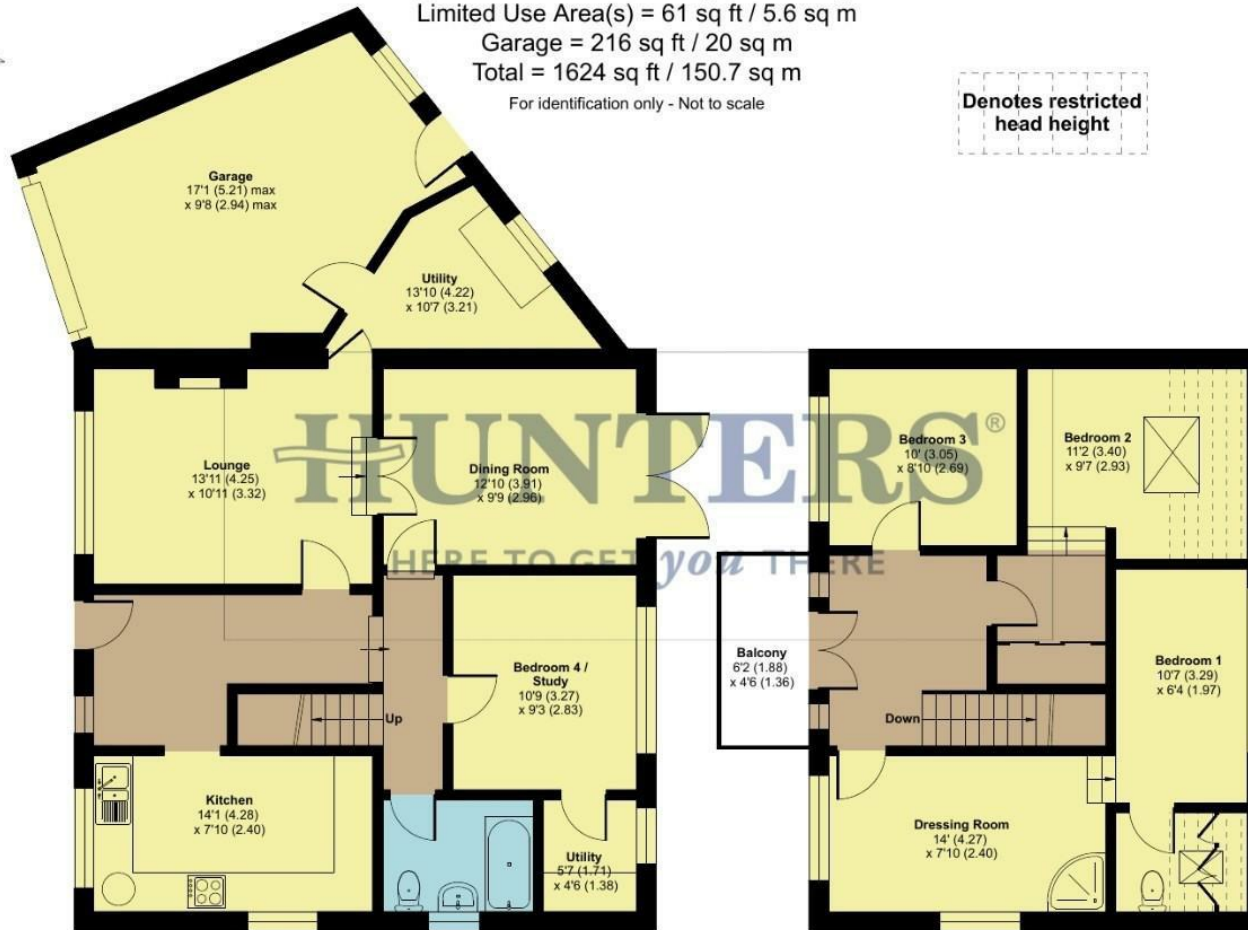 Limited Use Area(s) = 61 sq ft / 5.6 sq m
Garage = 216 sq ft / 20 sq m
Total = 1624 sq ft / 150.7 sq m
For identification only - Not to scale
Denotes restricted
head height
Garage
17'1 (5.21) max
x 9'8 (2.94) max
Utility
13'10 (4.22)
x 10'7 (3.21)
Lounge
13'11 (4.25)
x 10'11 (3.32)
Dining Room
12'10 (3.91)
x 9'9 (2.96)
Bedroom 3
10' (3.05)
x 8'10 (2.69)
Bedroom 2
11'2 (3.40)
x 9'7 (2.93)
HUNTERS®
HERE TO GET you THERE
Bedroom 4 /
Study
10'9 (3.27)
x 9'3 (2.83)
Balcony
6'2 (1.88)
x 4'6 (1.36)
Bedroom 1
10'7 (3.29)
x 6'4 (1.97)
Up
Down
Kitchen
14'1 (4.28)
x 7'10 (2.40)
Utility
5'7 (1.71)
x 4'6 (1.38)
Dressing Room
14' (4.27)
x 7'10 (2.40)